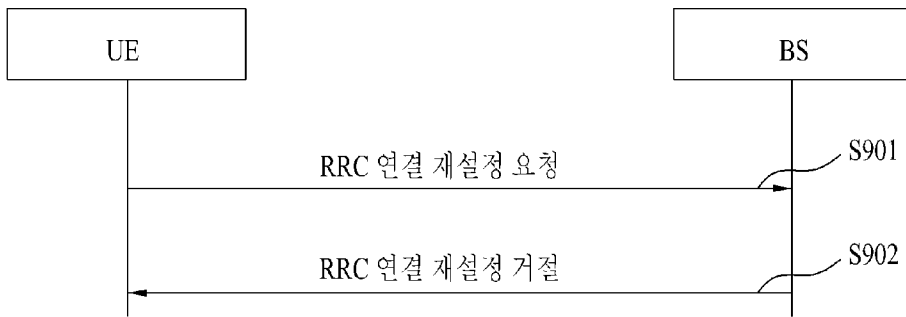 UE
BS
RRC 연결 재설정 요청
S901
RRC 연결 재설정 거절
S902